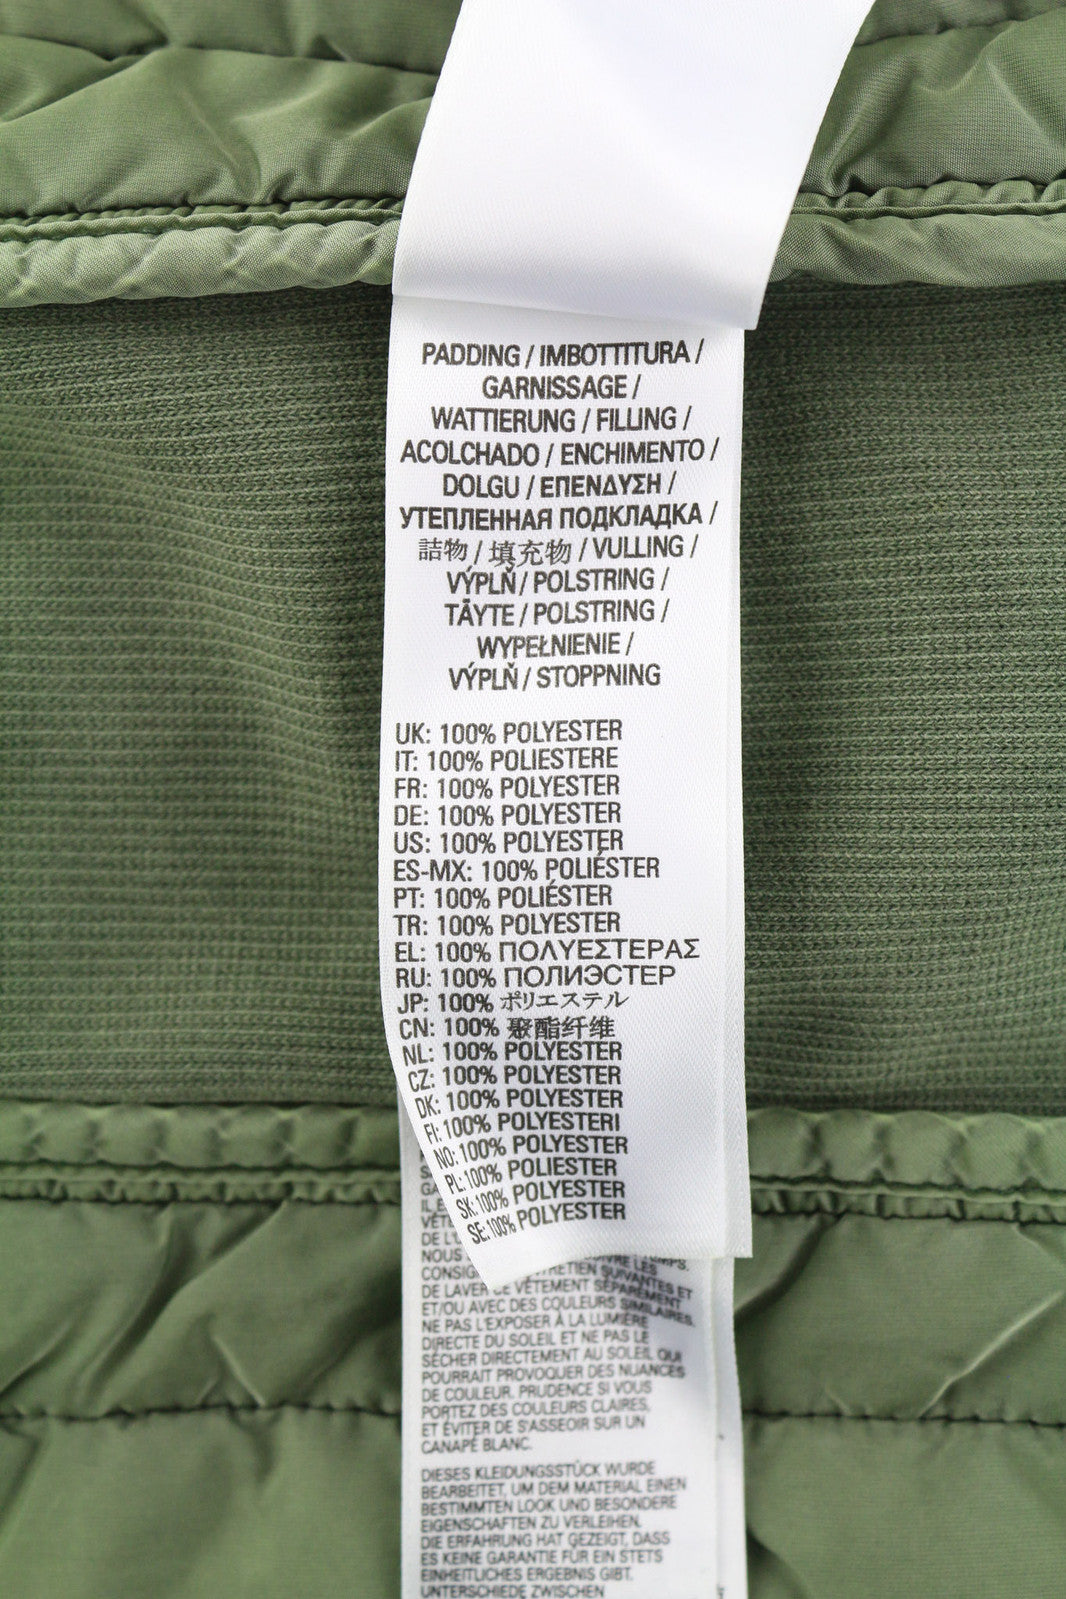 PADDING / IMBOTTITURA /
GARNISSAGE /
WATTIERUNG / FILLING /
ACOLCHADO / ENCHIMENTO /
DOLGU / ΕΠΕΝΔΥΣΗ /
УТЕПЛЕННАЯ ПОДКЛАДКА /
詰物 / 填充物 / VULLING /
VÝPLŇ / POLSTRING /
TÄYTE / POLSTRING /
WYPEŁNIENIE /
VÝPLŇ / STOPPNING
UK: 100% POLYESTER
IT: 100% POLIESTERE
FR: 100% POLYESTER
DE: 100% POLYESTER
US: 100% POLYESTER
ES-MX: 100% POLIÉSTER
PT: 100% POLIÉSTER
TR: 100% POLYESTER
EL: 100% ΠΟΛΥΕΣΤΕΡΑΣ
RU: 100% ПОЛИЭСТЕР
JP: 100% ポリエステル
CN: 100% 聚酯纤维
NL: 100% POLYESTER
CZ: 100% POLYESTER
DK: 100% POLYESTER
FI: 100% POLYESTERI
NO: 100% POLYESTER
PL: 100% POLIESTER
SK: 100% POLYESTER
SE: 100% POLYESTER
NOUS
SUIVRE LES
DE LAVER CE VÊTEMENT SÉPARÉMENT
ET/OU AVEC DES COULEURS SIMILAIRES.
NE PAS L'EXPOSER À LA LUMIÈRE
DIRECTE DU SOLEIL ET NE PAS LE
SÉCHER DIRECTEMENT AU SOLEIL QUI
POURRAIT PROVOQUER DES NUANCES
DE COULEUR. PRUDENCE SI VOUS
PORTEZ DES COULEURS CLAIRES,
ET ÉVITER DE S'ASSEOIR SUR UN
CANAPÉ BLANC.
DIESES KLEIDUNGSSTÜCK WURDE
BEARBEITET, UM DEM MATERIAL EINEN
BESTIMMTEN LOOK UND BESONDERE
EIGENSCHAFTEN ZU VERLEIHEN.
DIE ERFAHRUNG HAT GEZEIGT, DASS
ES KEINE GARANTIE FÜR EIN STETS
EINHEITLICHES ERGEBNIS GIBT.
UNTERSCHIEDE ZWISCHEN